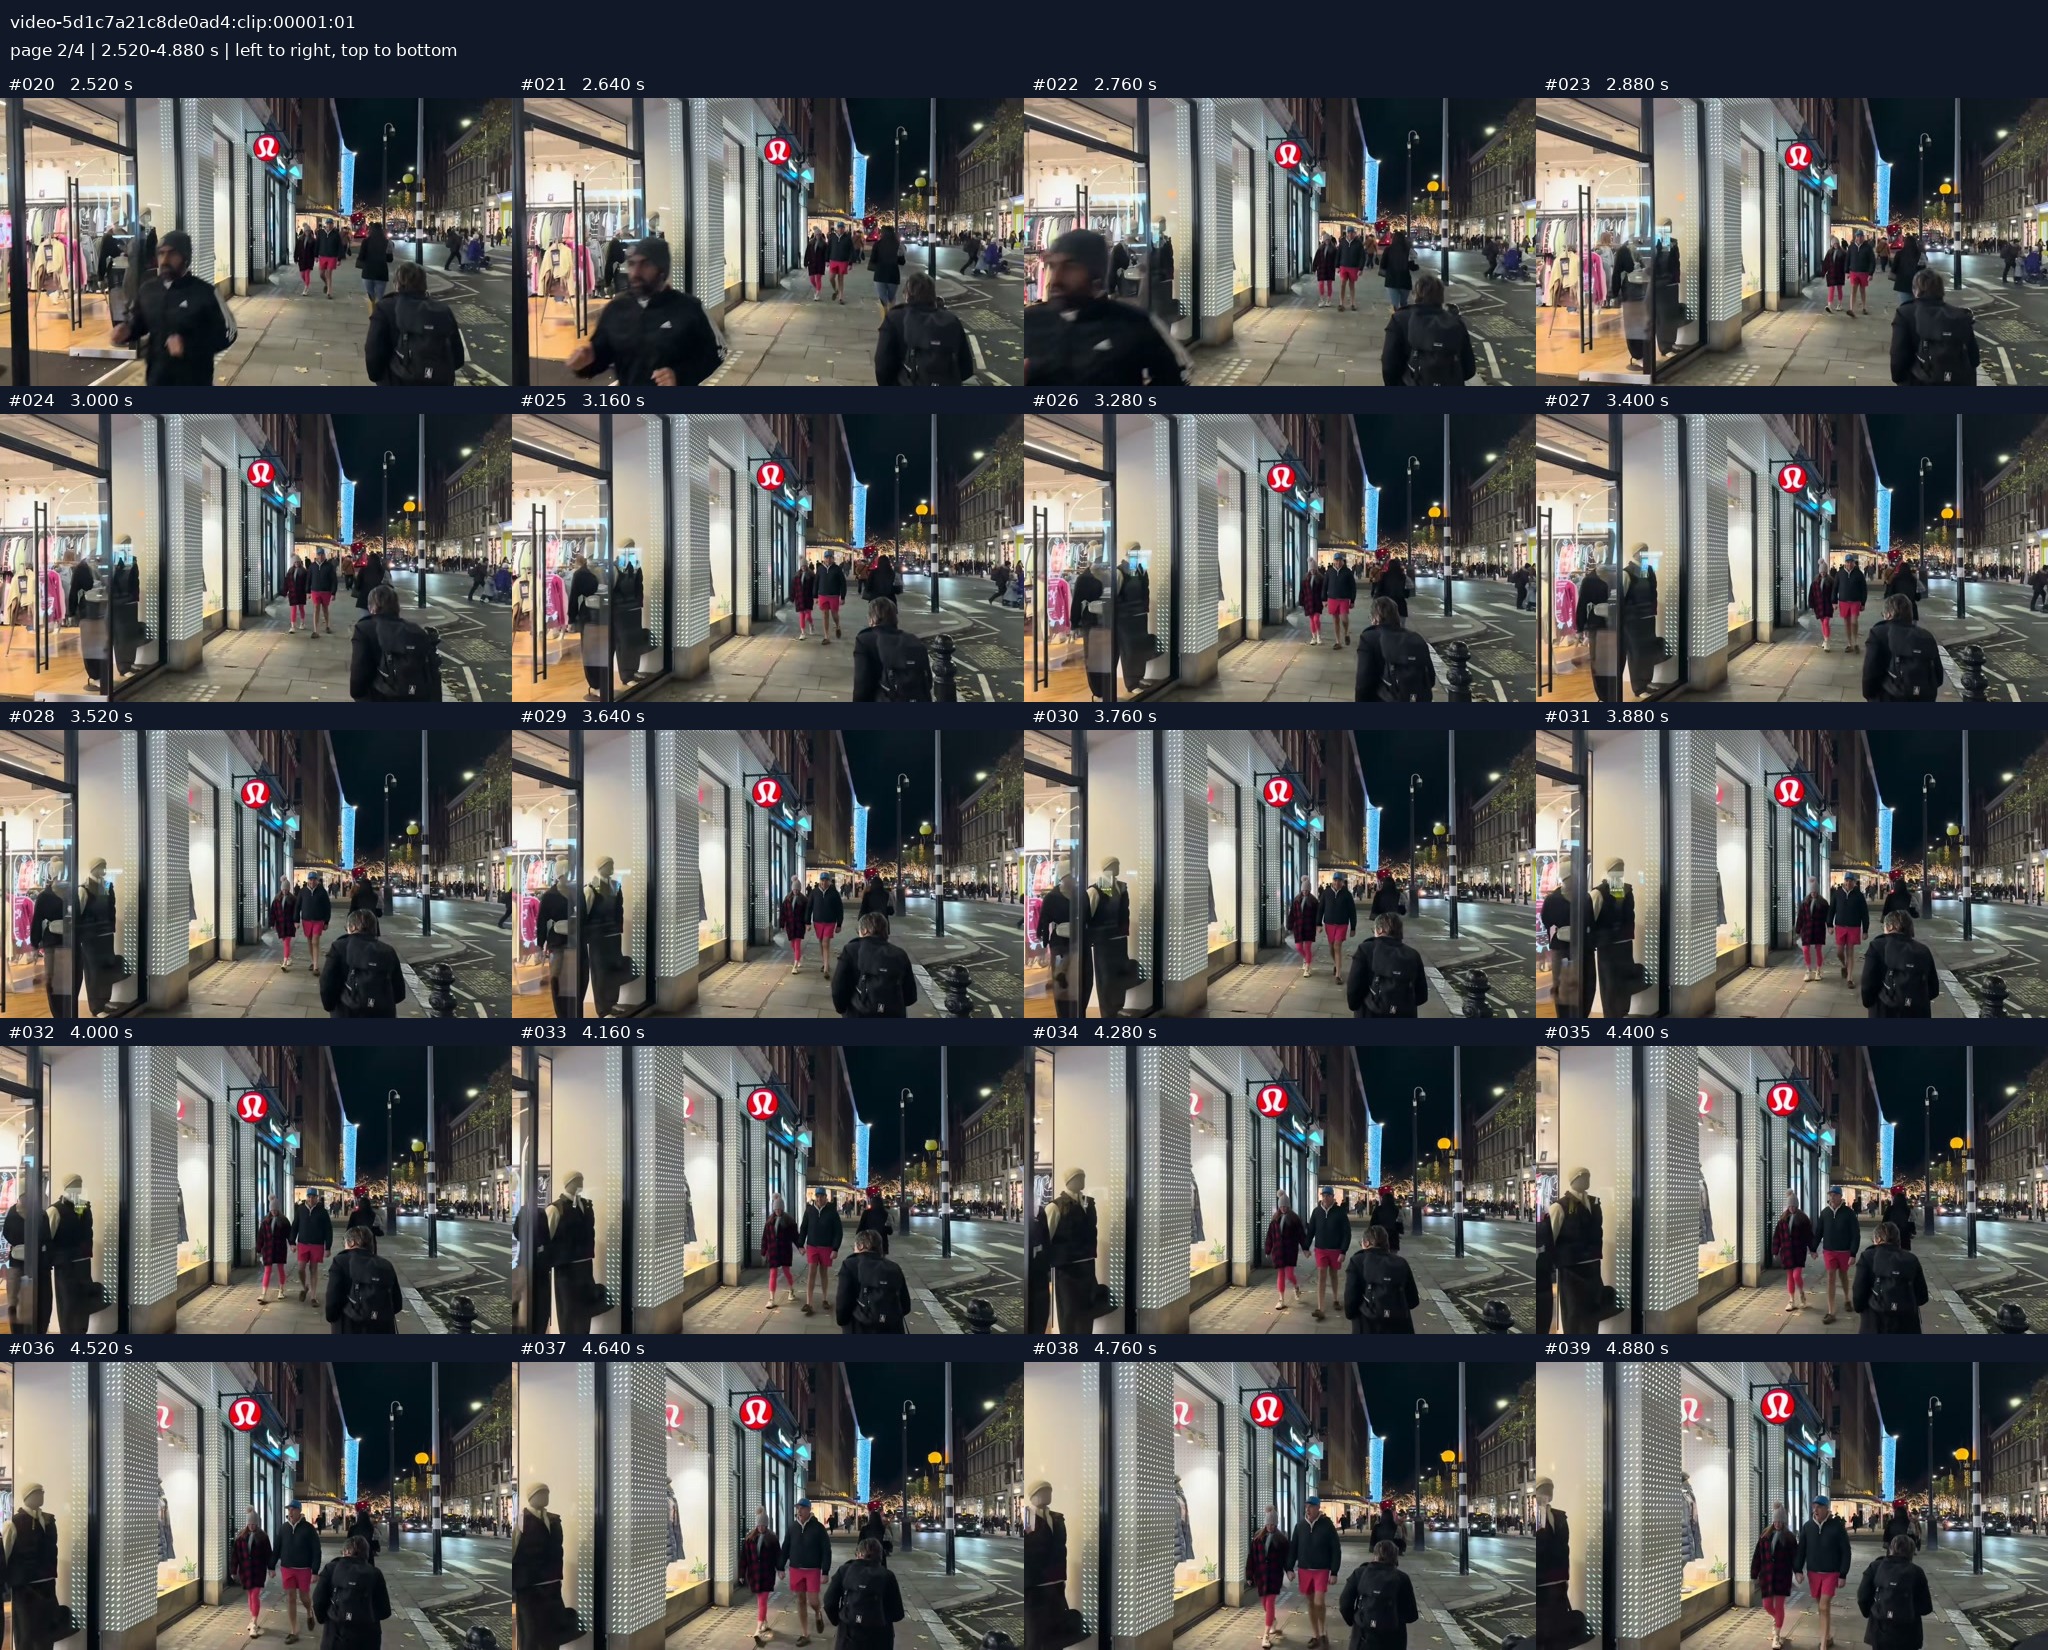 video-5d1c7a21c8de0ad4:clip:00001:01
page 2/4 | 2.520-4.880 s | left to right, top to bottom
#020 2.520 s
#021 2.640 s
#022 2.760 s
#023 2.880 s
#024 3.000 s
#025 3.160 s
#026 3.280 s
#027 3.400 s
#028 3.520 s
#029 3.640 s
#030 3.760 s
#031 3.880 s
#032 4.000 s
#033 4.160 s
#034 4.280 s
#035 4.400 s
#036 4.520 s
#037 4.640 s
#038 4.760 s
#039 4.880 s